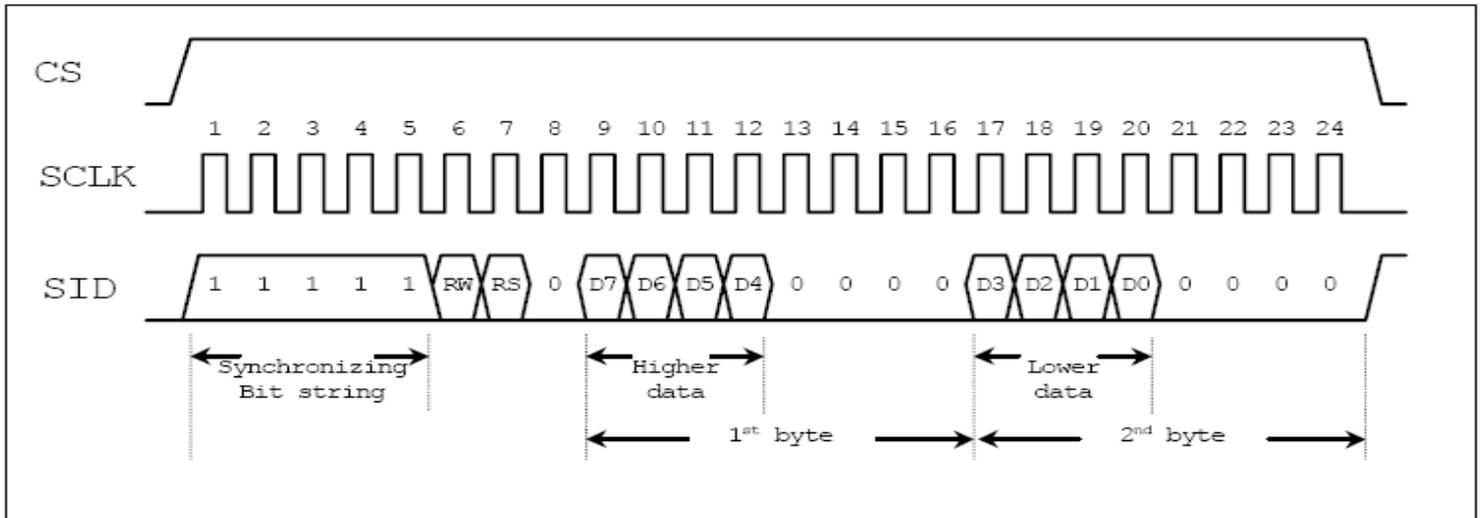 CS
1 2 3 4 5 6 7 8 9 10 11 12 13 14 15 16 17 18 19 20 21 22 23 24
SCLK
SID 1 1 1 1 1 RW RS 0 D7 D6 D5 D4 0 0 0 0 D3 D2 D1 D0 0 0 0 0
Synchronizing Higher Lower
Bit string data data
1st byte 2nd byte